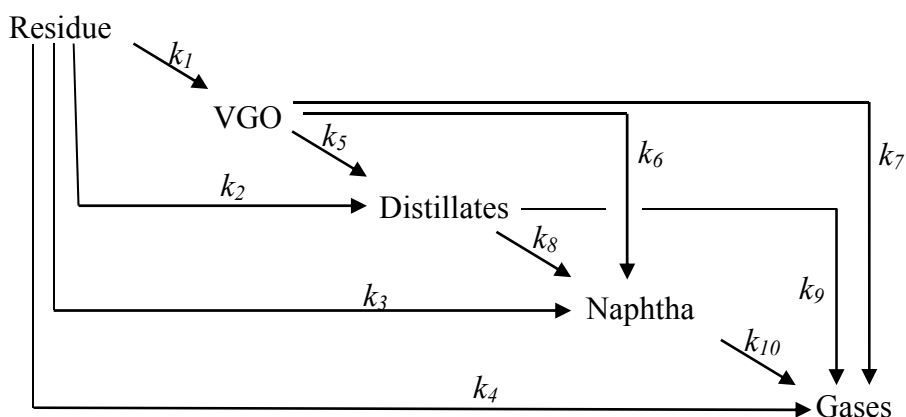 Residue
k1
VGO
k5
k6
k7
k2
Distillates
k8
k9
k3
Naphtha
k10
k4
Gases